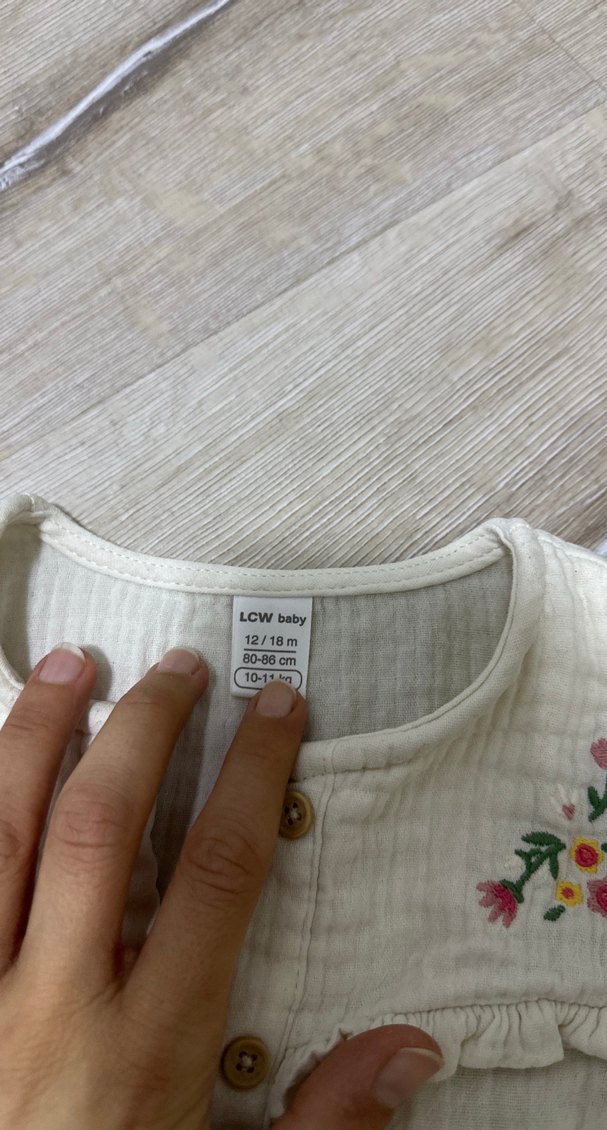 LCW baby
12 / 18 m
80-86 cm
10-11 kg